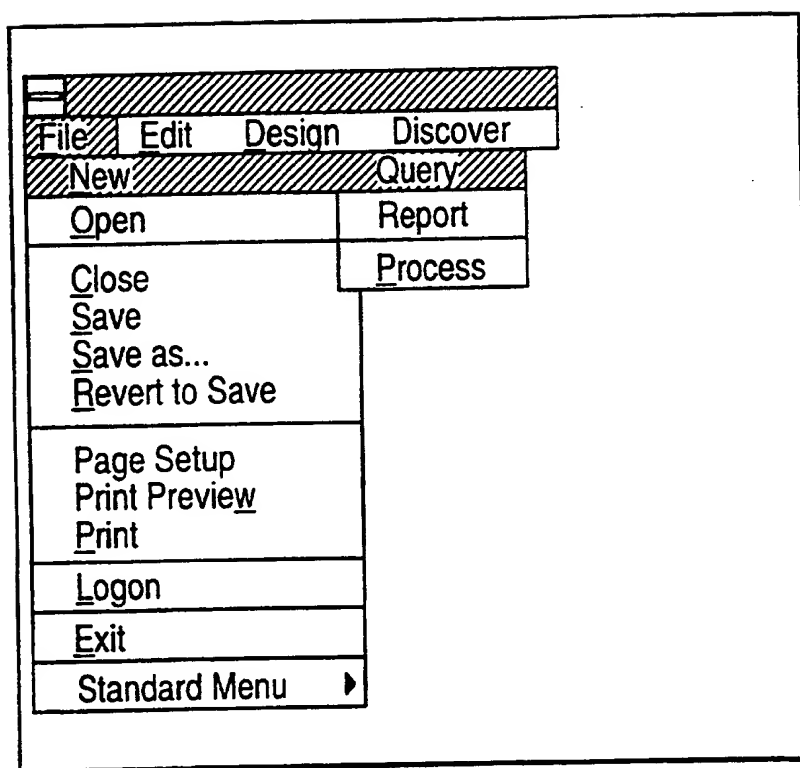 File Edit Design Discover
New Query
Open Report
Process
Close
Save
Save as...
Revert to Save
Page Setup
Print Preview
Print
Logon
Exit
Standard Menu